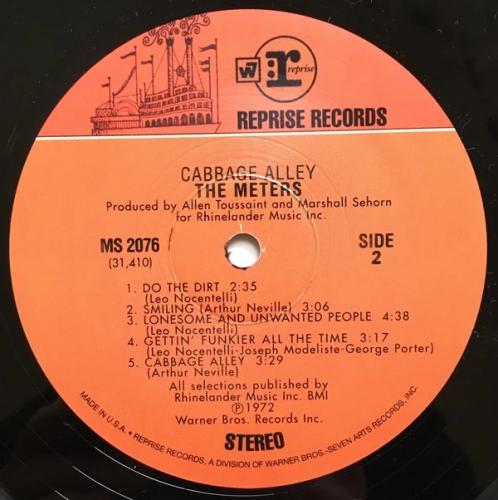 W7 r: reprise
REPRISE RECORDS
CABBAGE ALLEY
THE METERS
Produced by Allen Toussaint and Marshall Sehorn
for Rhinelander Music Inc.
MS 2076
(31,410)
SIDE
2
1. DO THE DIRT 2:35
(Leo Nocentelli)
2. SMILING (Arthur Neville) 3:06
3. LONESOME AND UNWANTED PEOPLE 4:38
(Leo Nocentelli)
4. GETTIN' FUNKIER ALL THE TIME 3:17
(Leo Nocentelli-Joseph Modeliste-George Porter)
5. CABBAGE ALLEY 3:29
(Arthur Neville)
All selections published by
Rhinelander Music Inc. BMI
Ⓟ1972
Warner Bros. Records Inc.
STEREO
MADE IN U.S.A. • REPRISE RECORDS, A DIVISION OF WARNER BROS.-SEVEN ARTS RECORDS, INC.